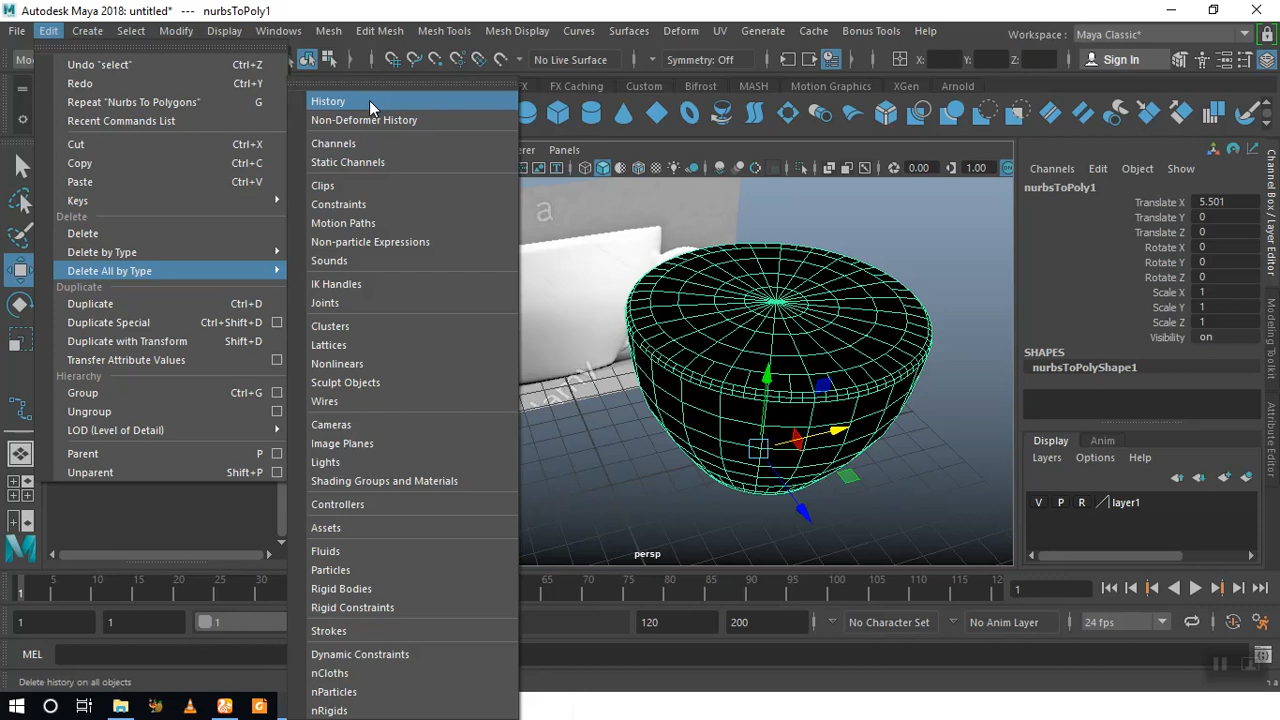 Autodesk Maya 2018: untitled* --- nurbsToPoly1
File Edit Create Select Modify Display Windows Mesh Edit Mesh Mesh Tools Mesh Display Curves Surfaces Deform UV Generate Cache Bonus Tools Workspace : Maya Classic*
No Live Surface Symmetry: Off X: Y: Z: Sign In
FX Caching Custom Bifrost MASH Motion Graphics XGen Arnold
Undo "select" Ctrl+Z
Redo Ctrl+Y
Repeat "Nurbs To Polygons" G
Recent Commands List
Cut Ctrl+X
Copy Ctrl+C
Paste Ctrl+V
Keys
Delete
Delete
Delete by Type
Delete All by Type
Duplicate
Duplicate Ctrl+D
Duplicate Special Ctrl+Shift+D
Duplicate with Transform Shift+D
Transfer Attribute Values
Hierarchy
Group Ctrl+G
Ungroup
LOD (Level of Detail)
Parent P
Unparent Shift+P
History
Non-Deformer History
Channels
Static Channels
Clips
Constraints
Motion Paths
Non-particle Expressions
Sounds
IK Handles
Joints
Clusters
Lattices
Nonlinears
Sculpt Objects
Wires
Cameras
Image Planes
Lights
Shading Groups and Materials
Controllers
Assets
Fluids
Particles
Rigid Bodies
Rigid Constraints
Strokes
Dynamic Constraints
nCloths
nParticles
nRigids
Panels
0.00 1.00
a
persp
Channels Edit Object Show
nurbsToPoly1
Translate X 5.501
Translate Y 0
Translate Z 0
Rotate X 0
Rotate Y 0
Rotate Z 0
Scale X 1
Scale Y 1
Scale Z 1
Visibility on
SHAPES
nurbsToPolyShape1
Display Anim
Layers Options Help
V P R layer1
Channel Box / Layer Editor
Modeling Toolkit
5 10 15 20 25 30 65 70 75 80 85 90 95 100 105 110 115 120
1 1
1 1 1 120 200 No Character Set No Anim Layer 24 fps
MEL
Delete history on all objects